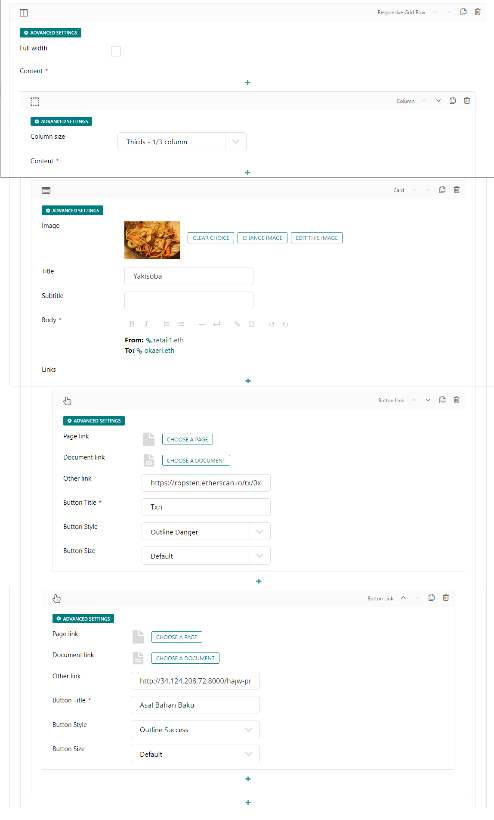 Responsive Grid Row
ADVANCED SETTINGS
Full width
Content *
Column
ADVANCED SETTINGS
Column size
Thirds - 1/3 column
Content *
Card
ADVANCED SETTINGS
Image
CLEAR CHOICE
CHANGE IMAGE
EDIT THIS IMAGE
Title
Yakisoba
Subtitle
Body *
B I
From: retail1.eth
To: okaeri.eth
Links
Button Link
ADVANCED SETTINGS
Page link
CHOOSE A PAGE
Document link
CHOOSE A DOCUMENT
Other link
https://ropsten.etherscan.io/tx/0x
Button Title *
Txn
Button Style
Outline Danger
Button Size
Default
Button Link
ADVANCED SETTINGS
Page link
CHOOSE A PAGE
Document link
CHOOSE A DOCUMENT
Other link
http://34.124.208.72:8000/hajw-pr
Button Title *
Asal Bahan Baku
Button Style
Outline Success
Button Size
Default